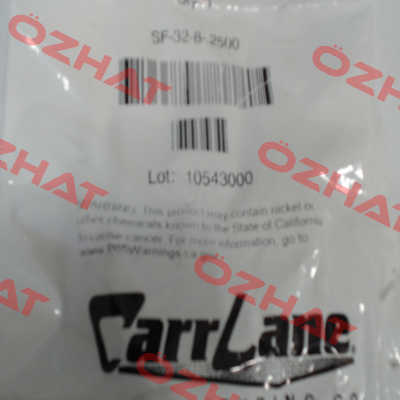 SF-32-8-.2500
Lot: 10543000
WARNING: This product may contain nickel or
other chemicals known to the State of California
to cause cancer. For more information, go to
www.P65Warnings.ca.gov
CarrLane
ÖZHAT
ÖZHAT
ÖZHAT
ÖZHAT
ÖZHAT
ÖZHAT